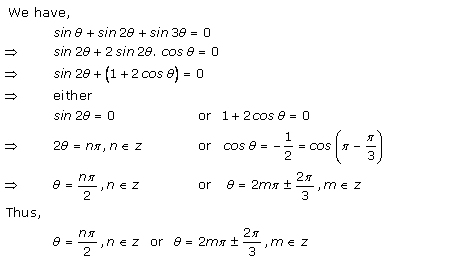 We have,
sin θ + sin 2θ + sin 3θ = 0
⇒ sin 2θ + 2 sin 2θ. cos θ = 0
⇒ sin 2θ + (1 + 2 cos θ) = 0
⇒ either
sin 2θ = 0 or 1 + 2 cos θ = 0
⇒ 2θ = nπ, n ∈ z or cos θ = -1/2 = cos (π - π/3)
⇒ θ = nπ/2, n ∈ z or θ = 2mπ ± 2π/3, m ∈ z
Thus,
θ = nπ/2, n ∈ z or θ = 2mπ ± 2π/3, m ∈ z